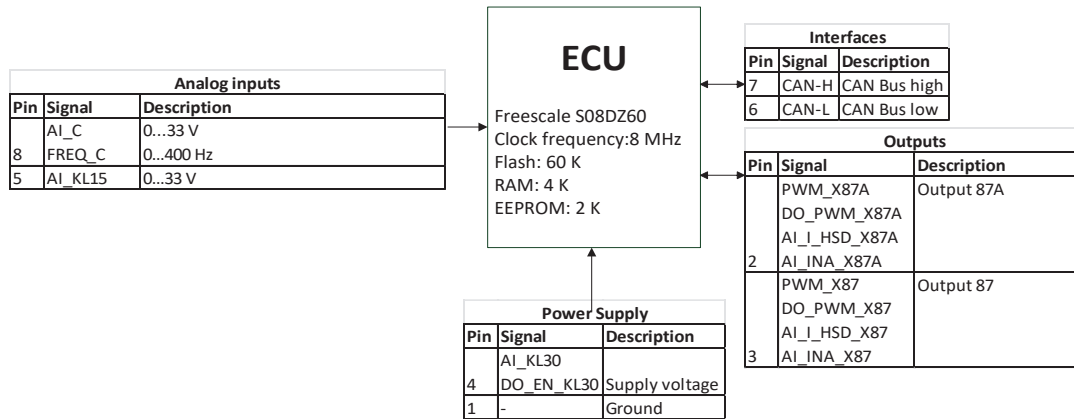 Analog inputs
Pin Signal Description
AI_C 0...33 V
8 FREQ_C 0...400 Hz
5 AI_KL15 0...33 V
ECU
Freescale S08DZ60
Clock frequency:8 MHz
Flash: 60 K
RAM: 4 K
EEPROM: 2 K
Interfaces
Pin Signal Description
7 CAN-H CAN Bus high
6 CAN-L CAN Bus low
Outputs
Pin Signal Description
PWM_X87A Output 87A
DO_PWM_X87A
AI_I_HSD_X87A
2 AI_INA_X87A
PWM_X87 Output 87
DO_PWM_X87
AI_I_HSD_X87
3 AI_INA_X87
Power Supply
Pin Signal Description
AI_KL30
4 DO_EN_KL30 Supply voltage
1 - Ground